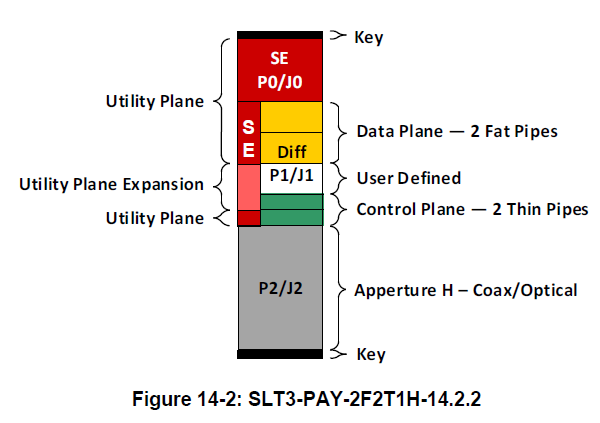 Key
SE
P0/J0
Utility Plane
S
E
Data Plane — 2 Fat Pipes
Diff
P1/J1
User Defined
Utility Plane Expansion
Control Plane — 2 Thin Pipes
Utility Plane
P2/J2
Apperture H – Coax/Optical
Key
Figure 14-2: SLT3-PAY-2F2T1H-14.2.2